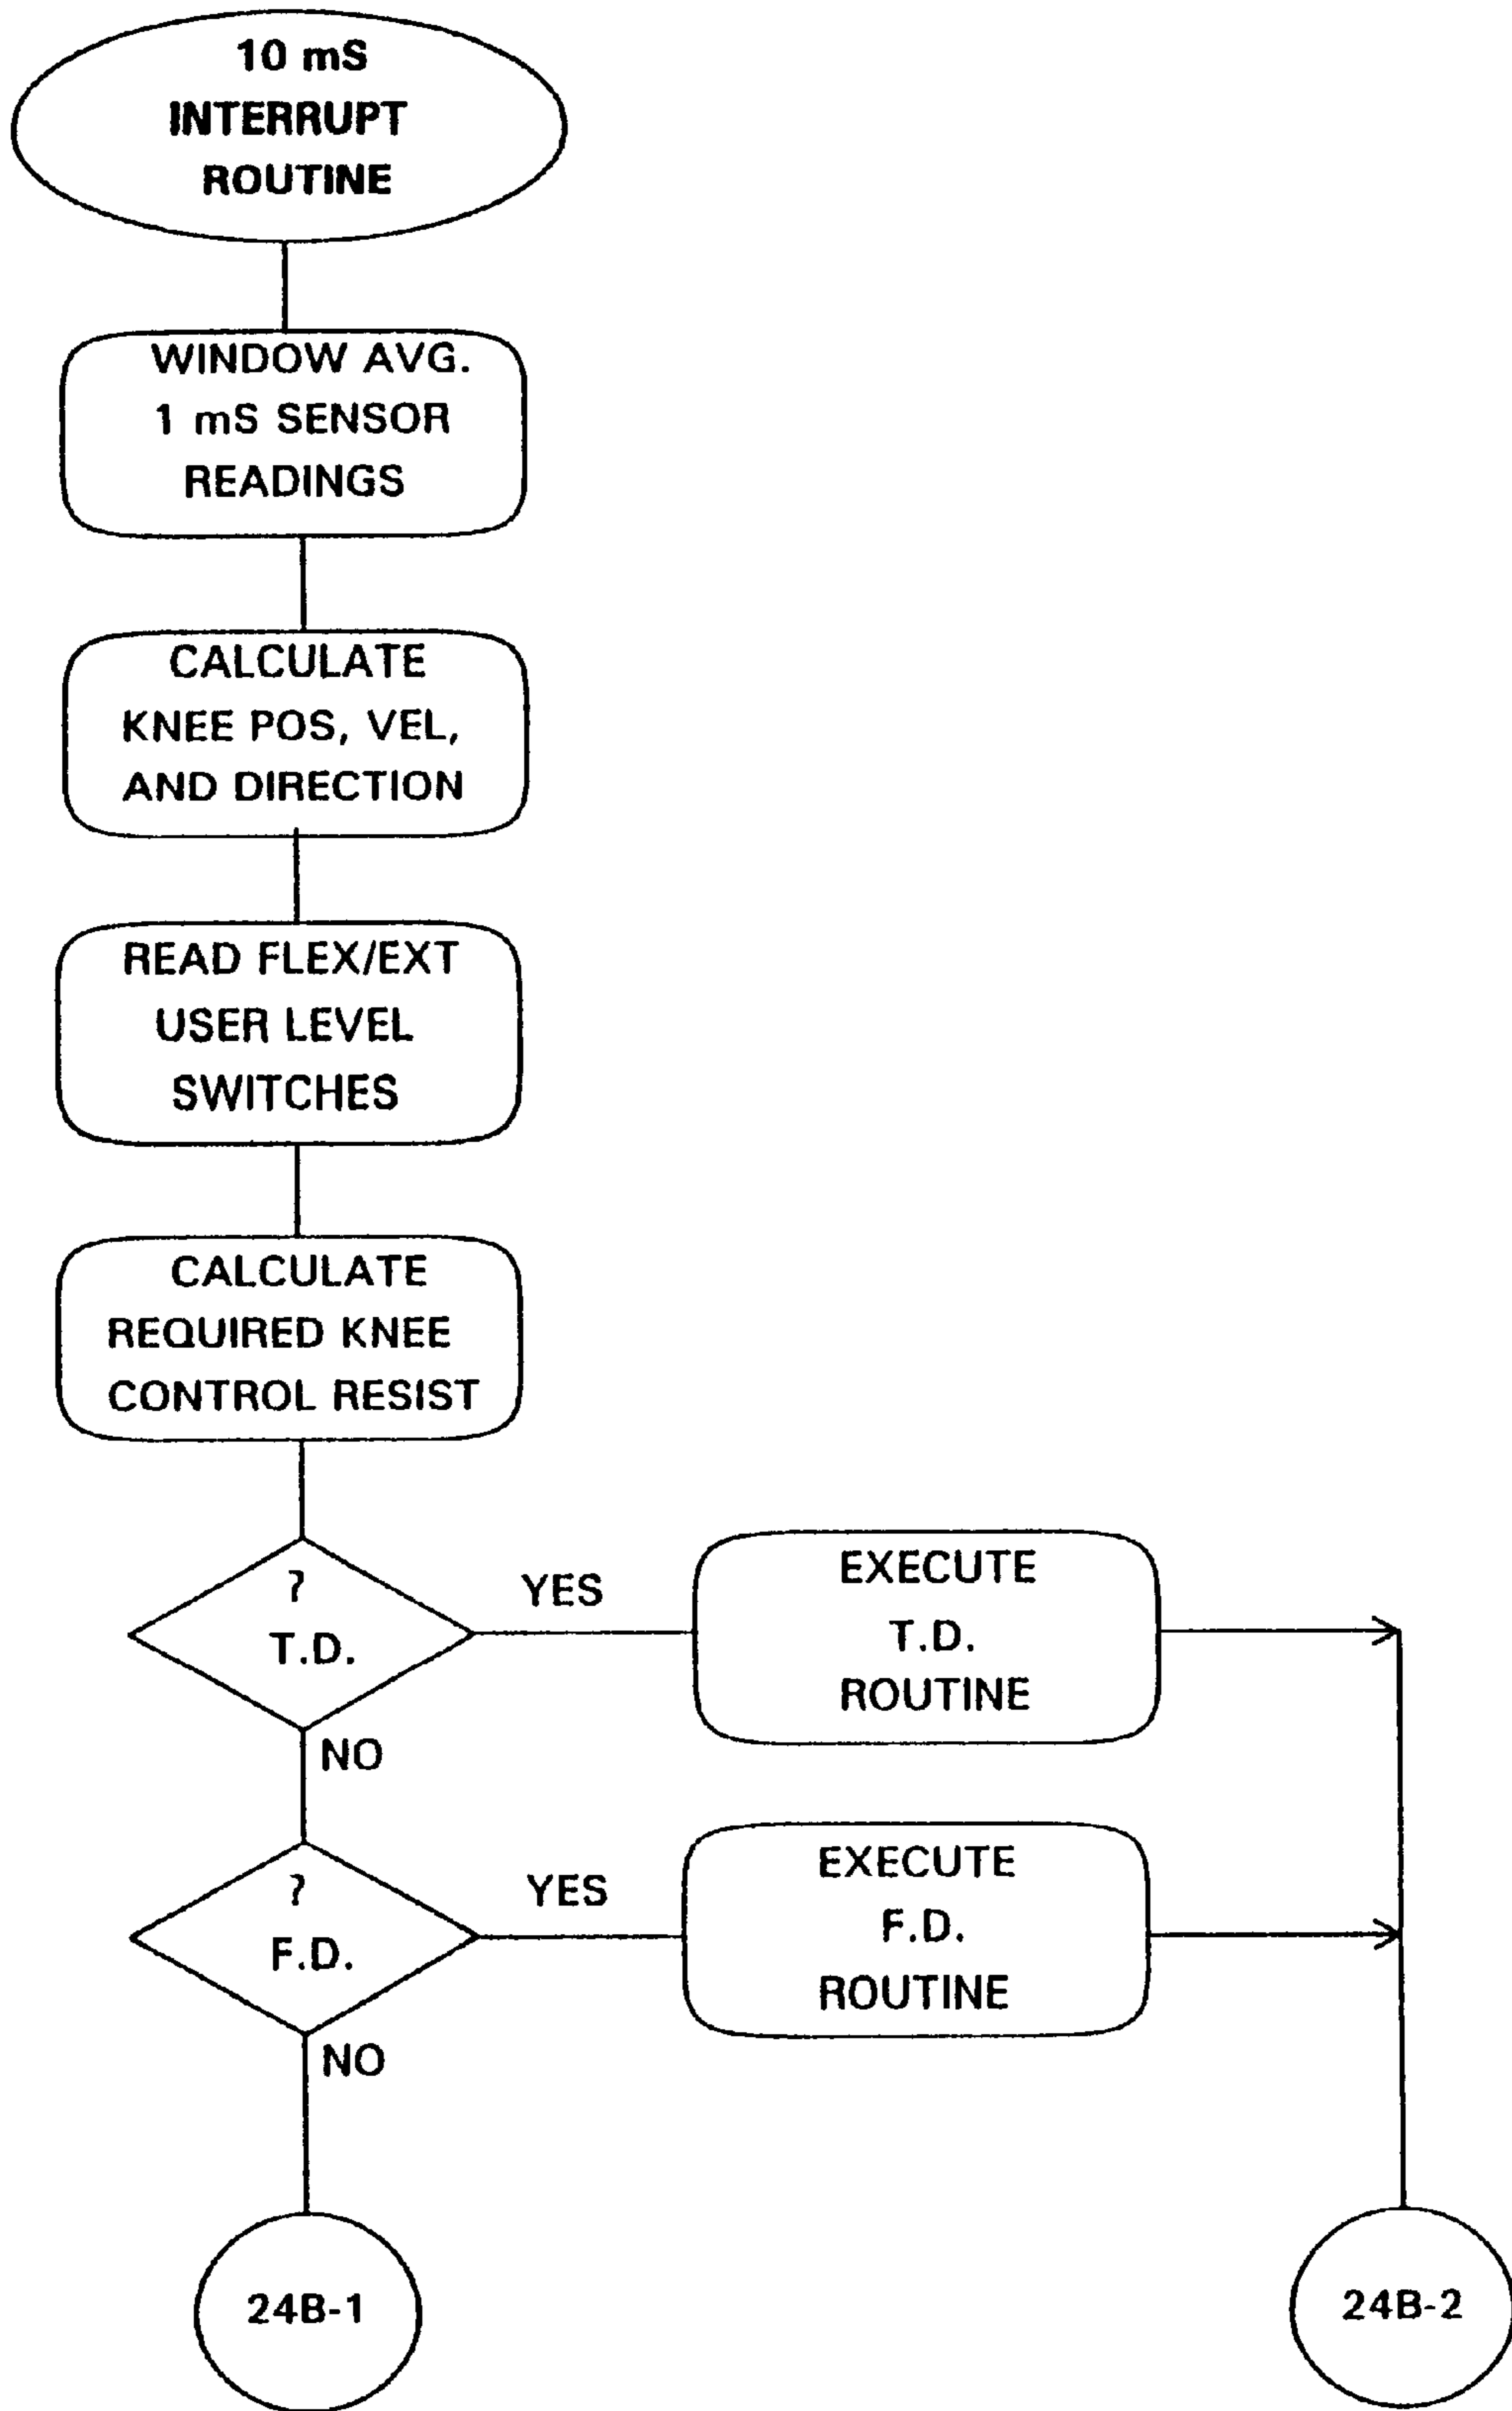 10 mS
INTERRUPT
ROUTINE
WINDOW AVG.
1 mS SENSOR
READINGS
CALCULATE
KNEE POS, VEL,
AND DIRECTION
READ FLEX/EXT
USER LEVEL
SWITCHES
CALCULATE
REQUIRED KNEE
CONTROL RESIST
?
T.D.
YES
EXECUTE
T.D.
ROUTINE
NO
?
F.D.
YES
EXECUTE
F.D.
ROUTINE
NO
24B-1
24B-2